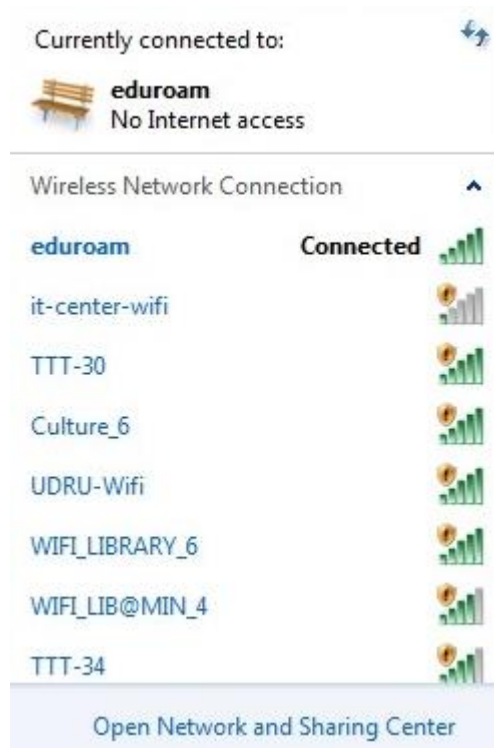 Currently connected to:
eduroam
No Internet access
Wireless Network Connection
eduroam Connected
it-center-wifi
TTT-30
Culture_6
UDRU-Wifi
WIFI_LIBRARY_6
WIFI_LIB@MIN_4
TTT-34
Open Network and Sharing Center